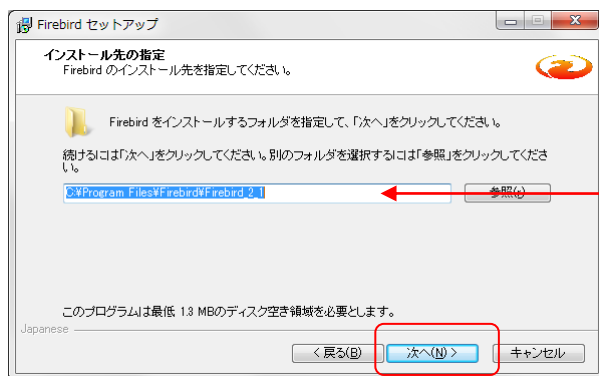 Firebird セットアップ
インストール先の指定
Firebird のインストール先を指定してください。
Firebird をインストールするフォルダを指定して、「次へ」をクリックしてください。
続けるには「次へ」をクリックしてください。別のフォルダを選択するには「参照」をクリックしてくださ
い。
C:¥Program Files¥Firebird¥Firebird_2_1
参照(r)
このプログラムは最低 1.3 MBのディスク空き領域を必要とします。
Japanese
< 戻る(B)
次へ(N) >
キャンセル